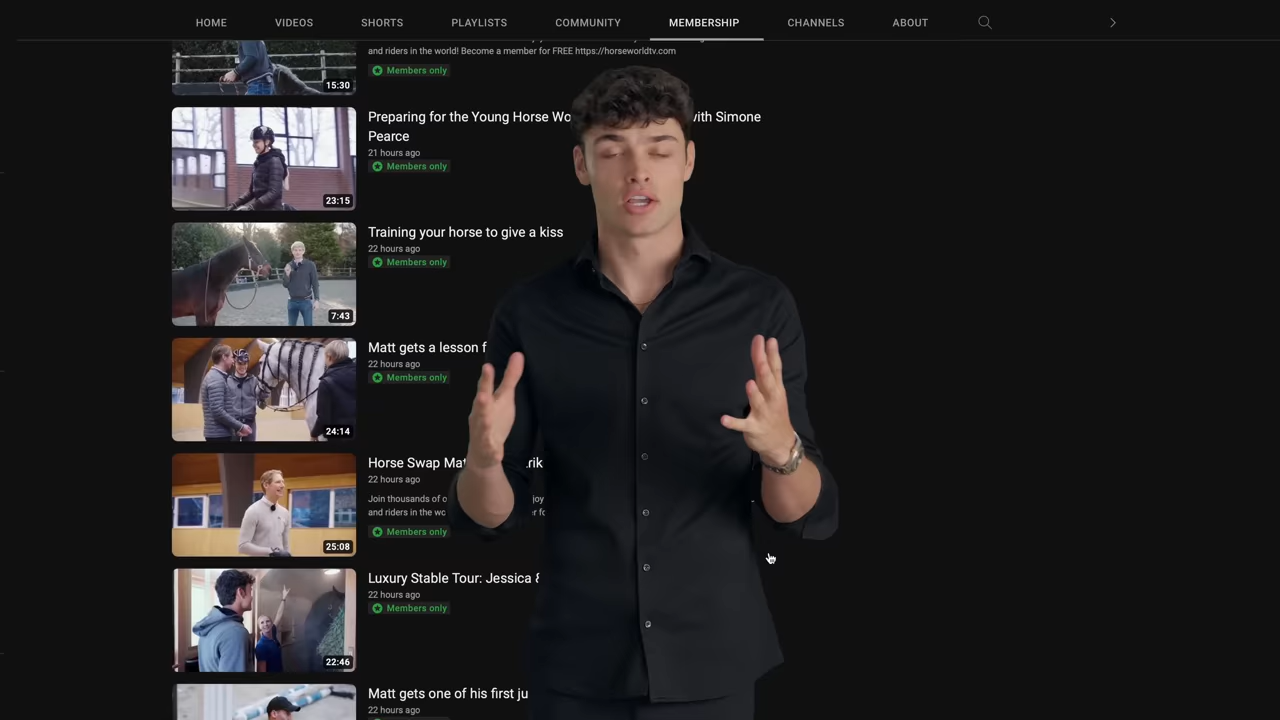 HOME VIDEOS SHORTS PLAYLISTS COMMUNITY MEMBERSHIP CHANNELS ABOUT
and riders in the world! Become a member for FREE https://horseworldtv.com
Members only
15:30
Preparing for the Young Horse Wo with Simone
Pearce
21 hours ago
Members only
23:15
Training your horse to give a kiss
22 hours ago
Members only
7:43
Matt gets a lesson f
22 hours ago
Members only
24:14
Horse Swap Mat rik
22 hours ago
Join thousands of o joy
and riders in the wc r fo
Members only
25:08
Luxury Stable Tour: Jessica &
22 hours ago
Members only
22:46
Matt gets one of his first ju
22 hours ago